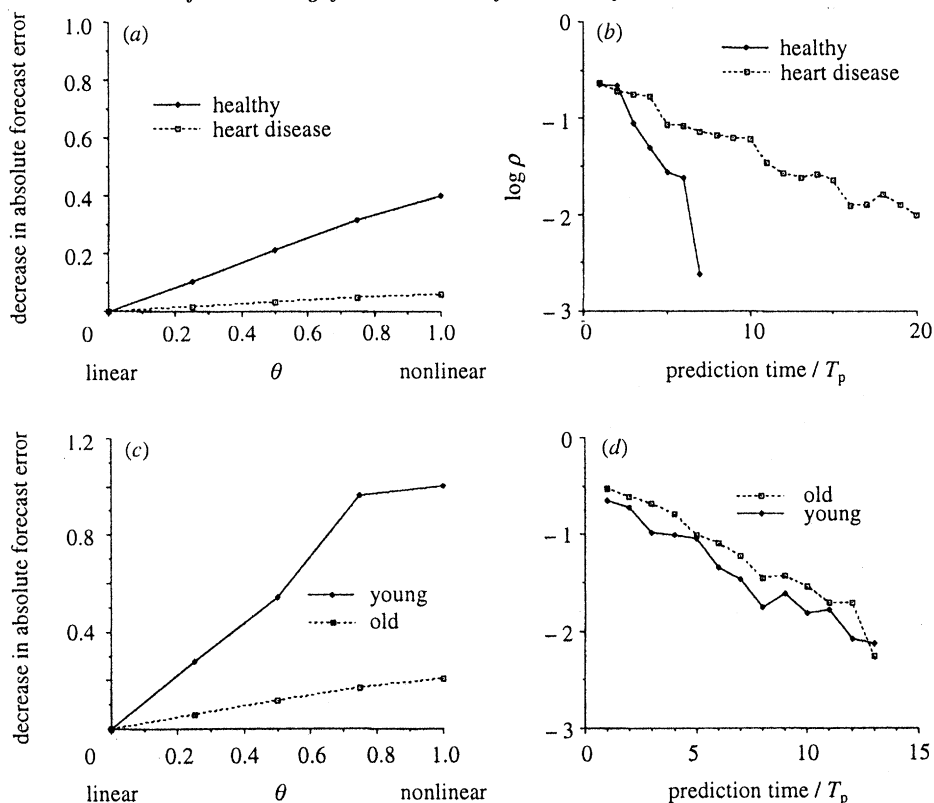 (a)
decrease in absolute forecast error
1.0
0.8
0.6
0.4
0.2
healthy
heart disease
0 0.2 0.4 0.6 0.8 1.0
linear θ nonlinear
(b)
log ρ
0
− 1
− 2
− 3
healthy
heart disease
0 10 20
prediction time / Tp
(c)
decrease in absolute forecast error
1.2
0.8
0.4
young
old
0 0.2 0.4 0.6 0.8 1.0
linear θ nonlinear
(d)
0
− 1
− 2
− 3
old
young
0 5 10 15
prediction time / Tp